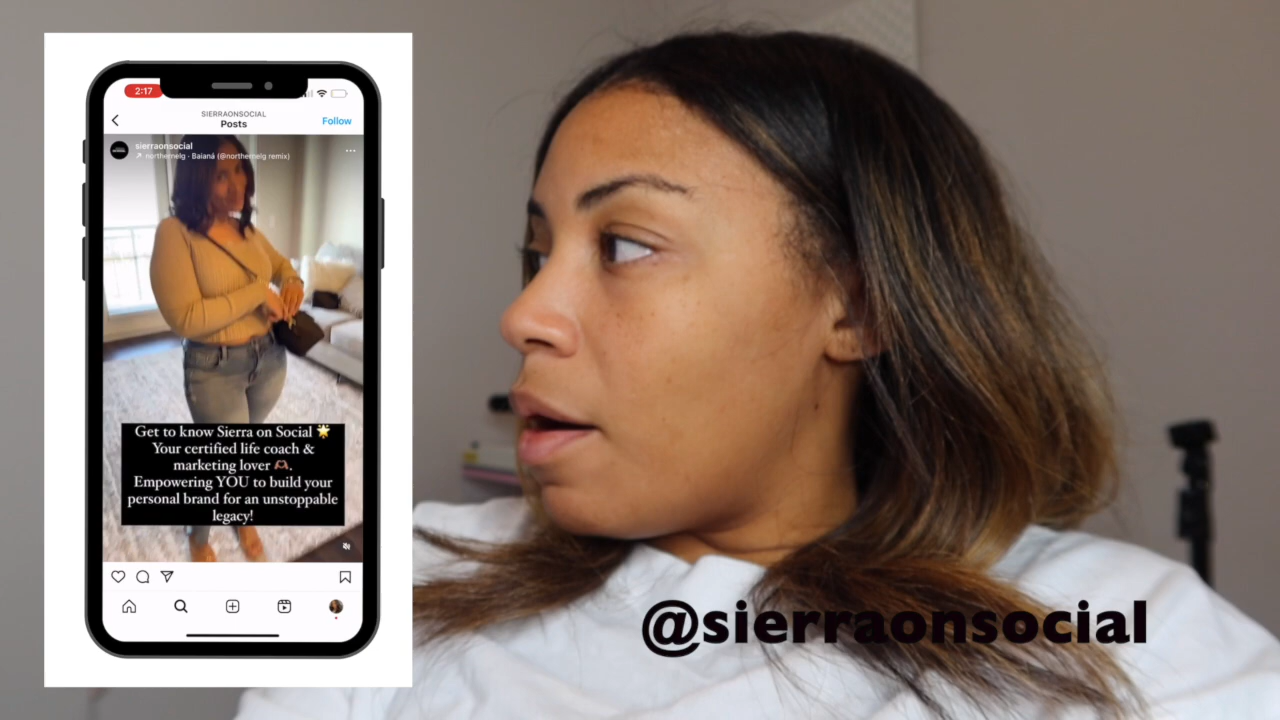 2:17
SIERRAONSOCIAL
Posts
Follow
sierraonsocial
northernelg · Baianá (@northernelg remix)
Get to know Sierra on Social 🌟
Your certified life coach &
marketing lover 🫶🏽.
Empowering YOU to build your
personal brand for an unstoppable
legacy!
@sierraonsocial